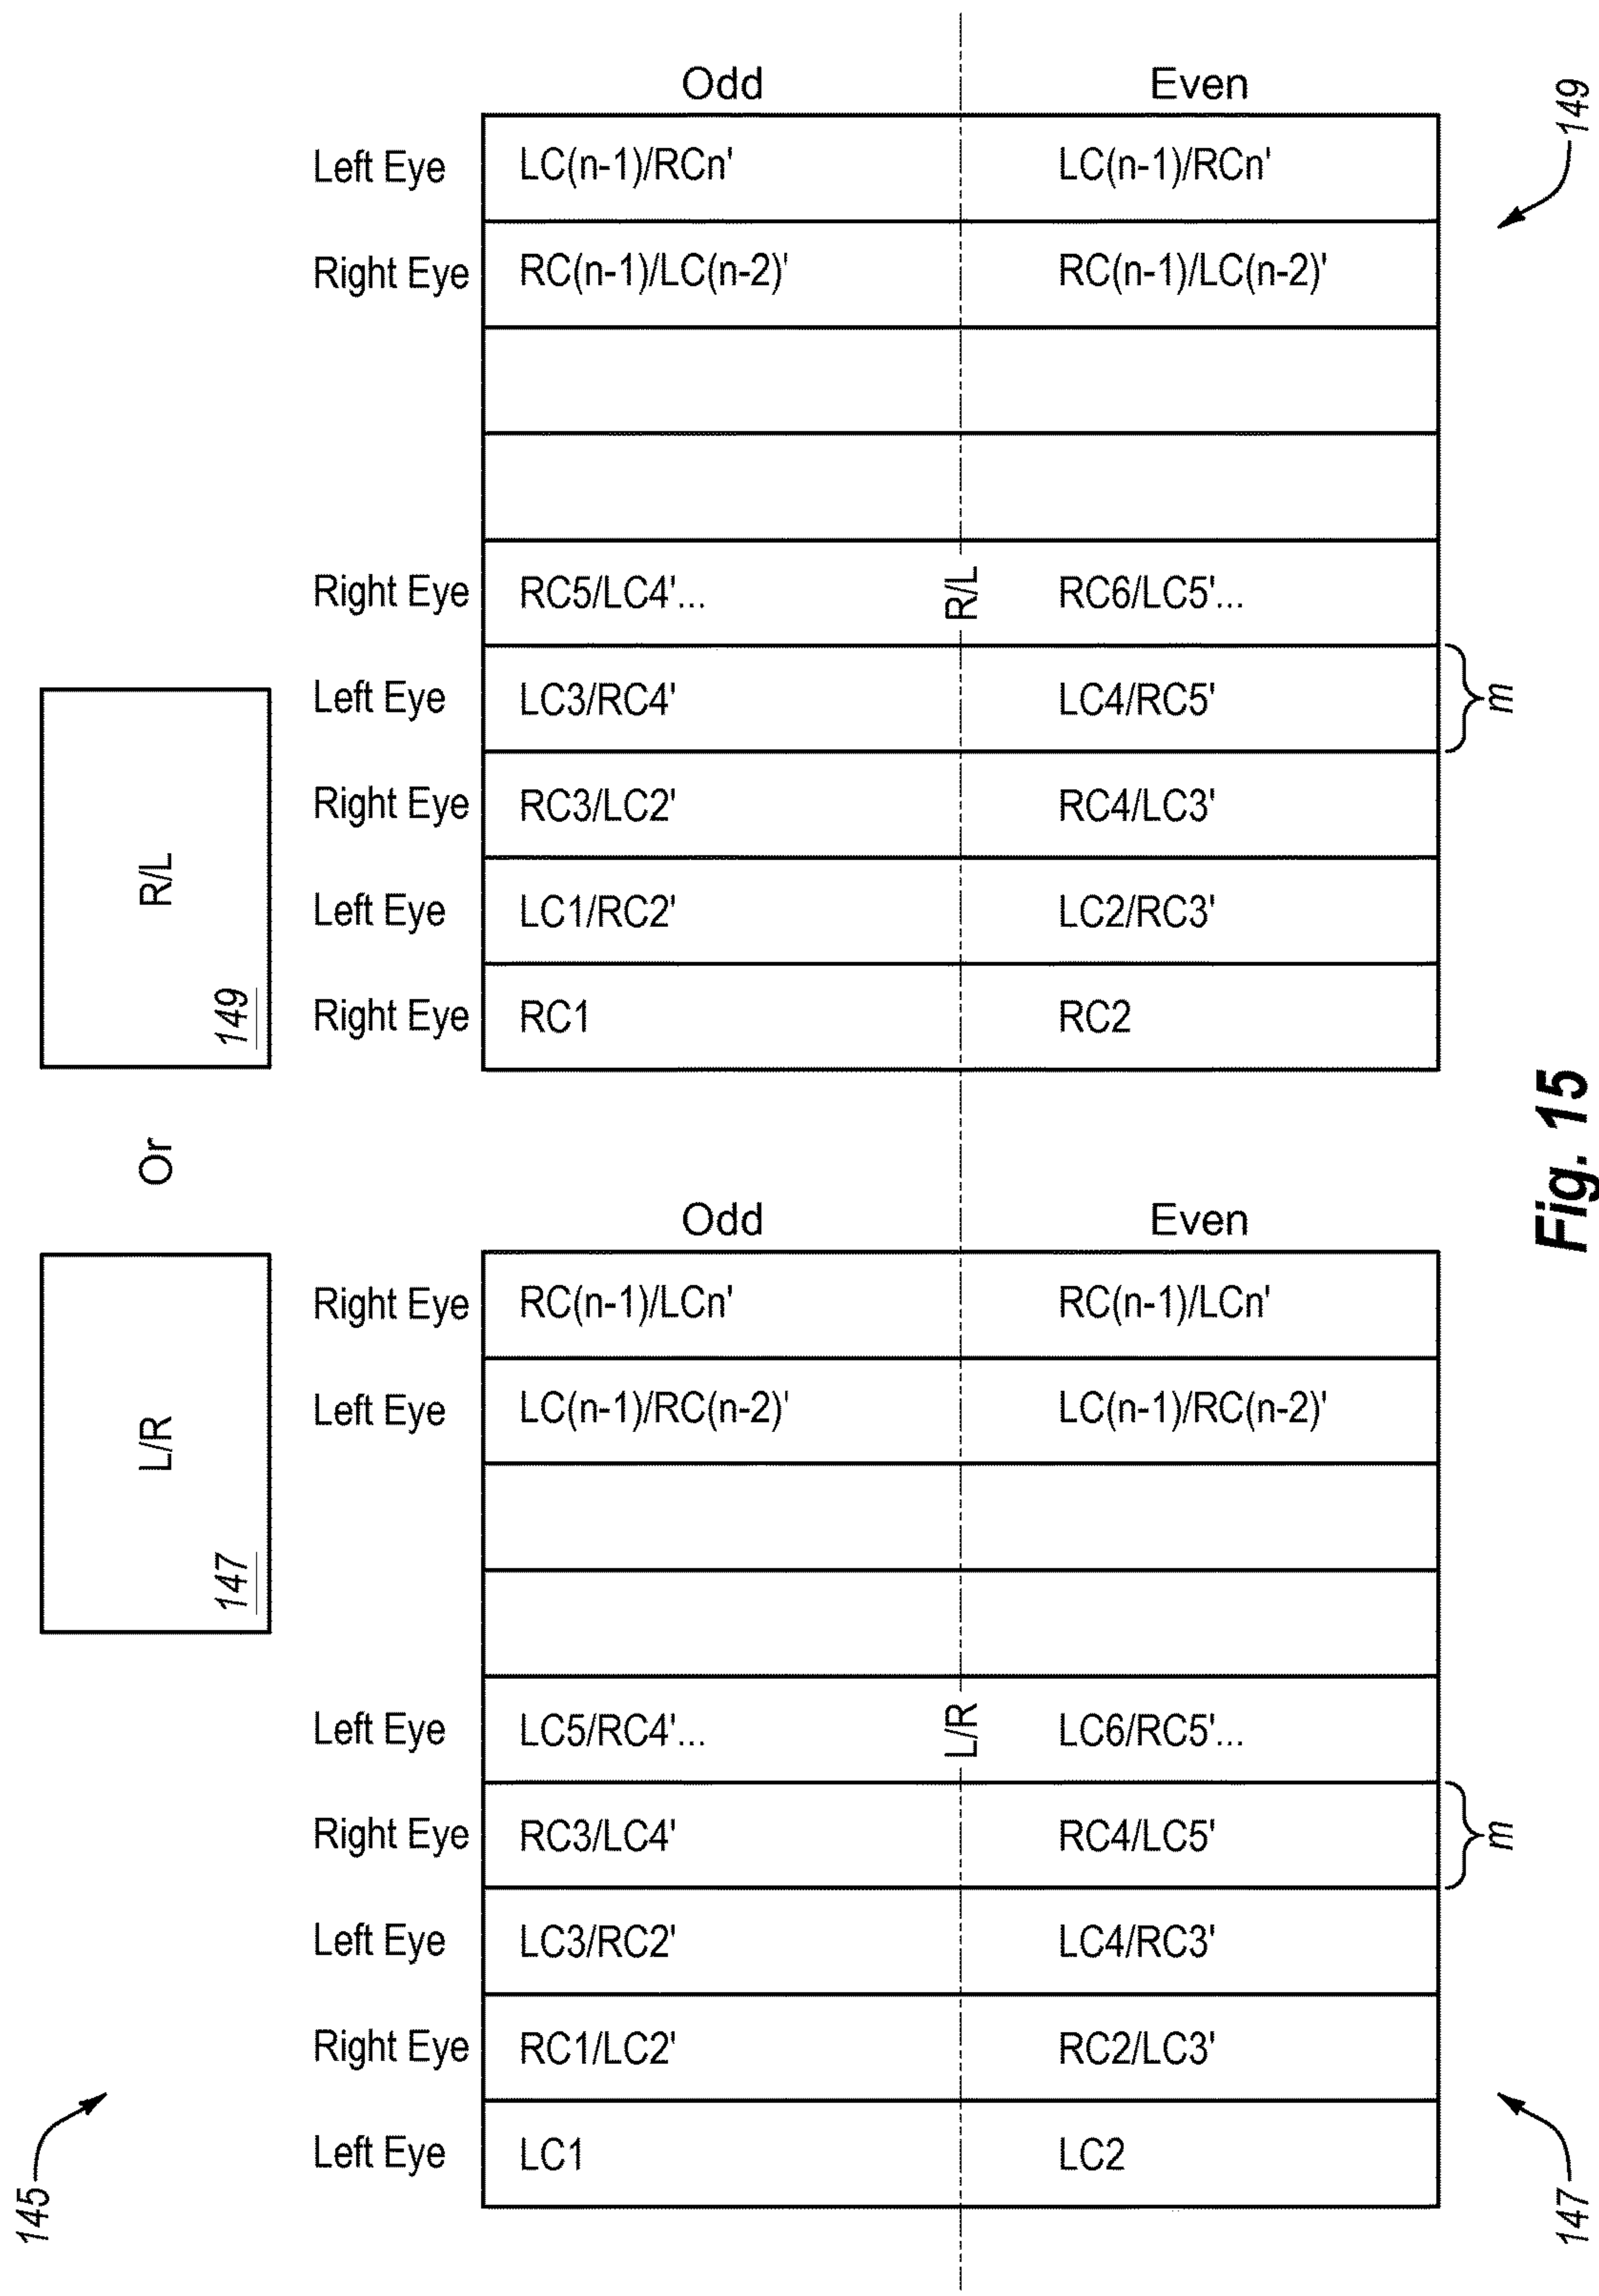 Odd Even
149
Left Eye LC(n-1)/RCn' LC(n-1)/RCn'
Right Eye RC(n-1)/LC(n-2)' RC(n-1)/LC(n-2)'
Right Eye RC5/LC4'... R/L RC6/LC5'...
Left Eye LC3/RC4' LC4/RC5' m
Right Eye RC3/LC2' RC4/LC3'
R/L
Left Eye LC1/RC2' LC2/RC3'
149
Right Eye RC1 RC2
Fig. 15
Or
Odd Even
Right Eye RC(n-1)/LCn' RC(n-1)/LCn'
L/R
Left Eye LC(n-1)/RC(n-2)' LC(n-1)/RC(n-2)'
147
Left Eye LC5/RC4'... L/R LC6/RC5'...
Right Eye RC3/LC4' RC4/LC5' m
Left Eye LC3/RC2' LC4/RC3'
Right Eye RC1/LC2' RC2/LC3'
Left Eye LC1 LC2
145
147